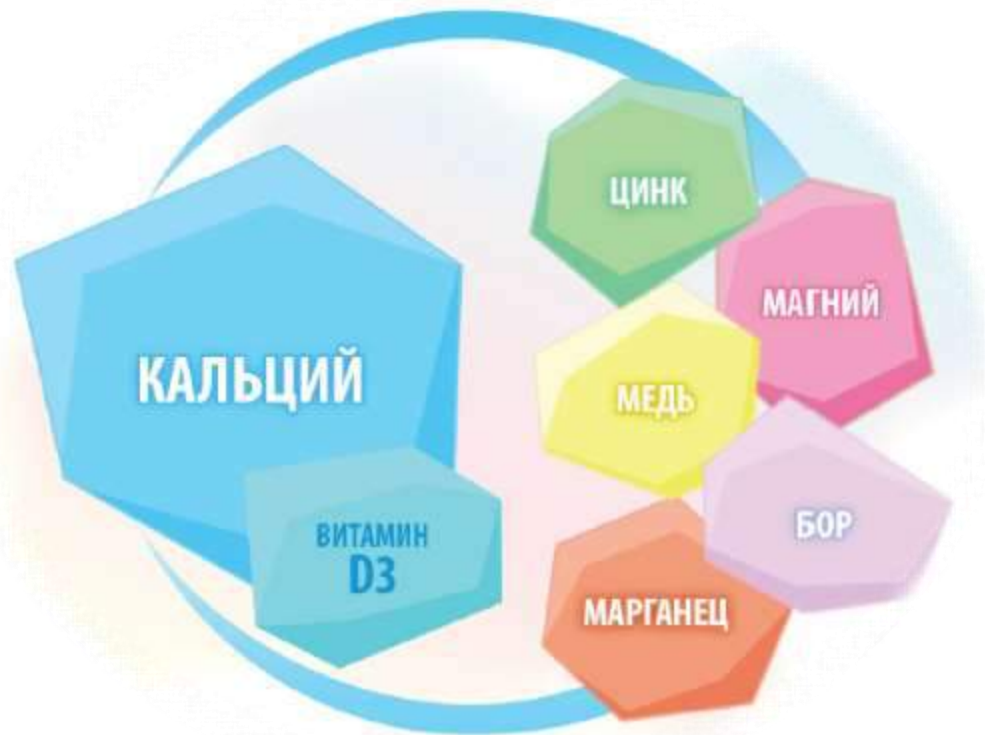 КАЛЬЦИЙ
ВИТАМИН
D3
ЦИНК
МАГНИЙ
МЕДЬ
БОР
МАРГАНЕЦ